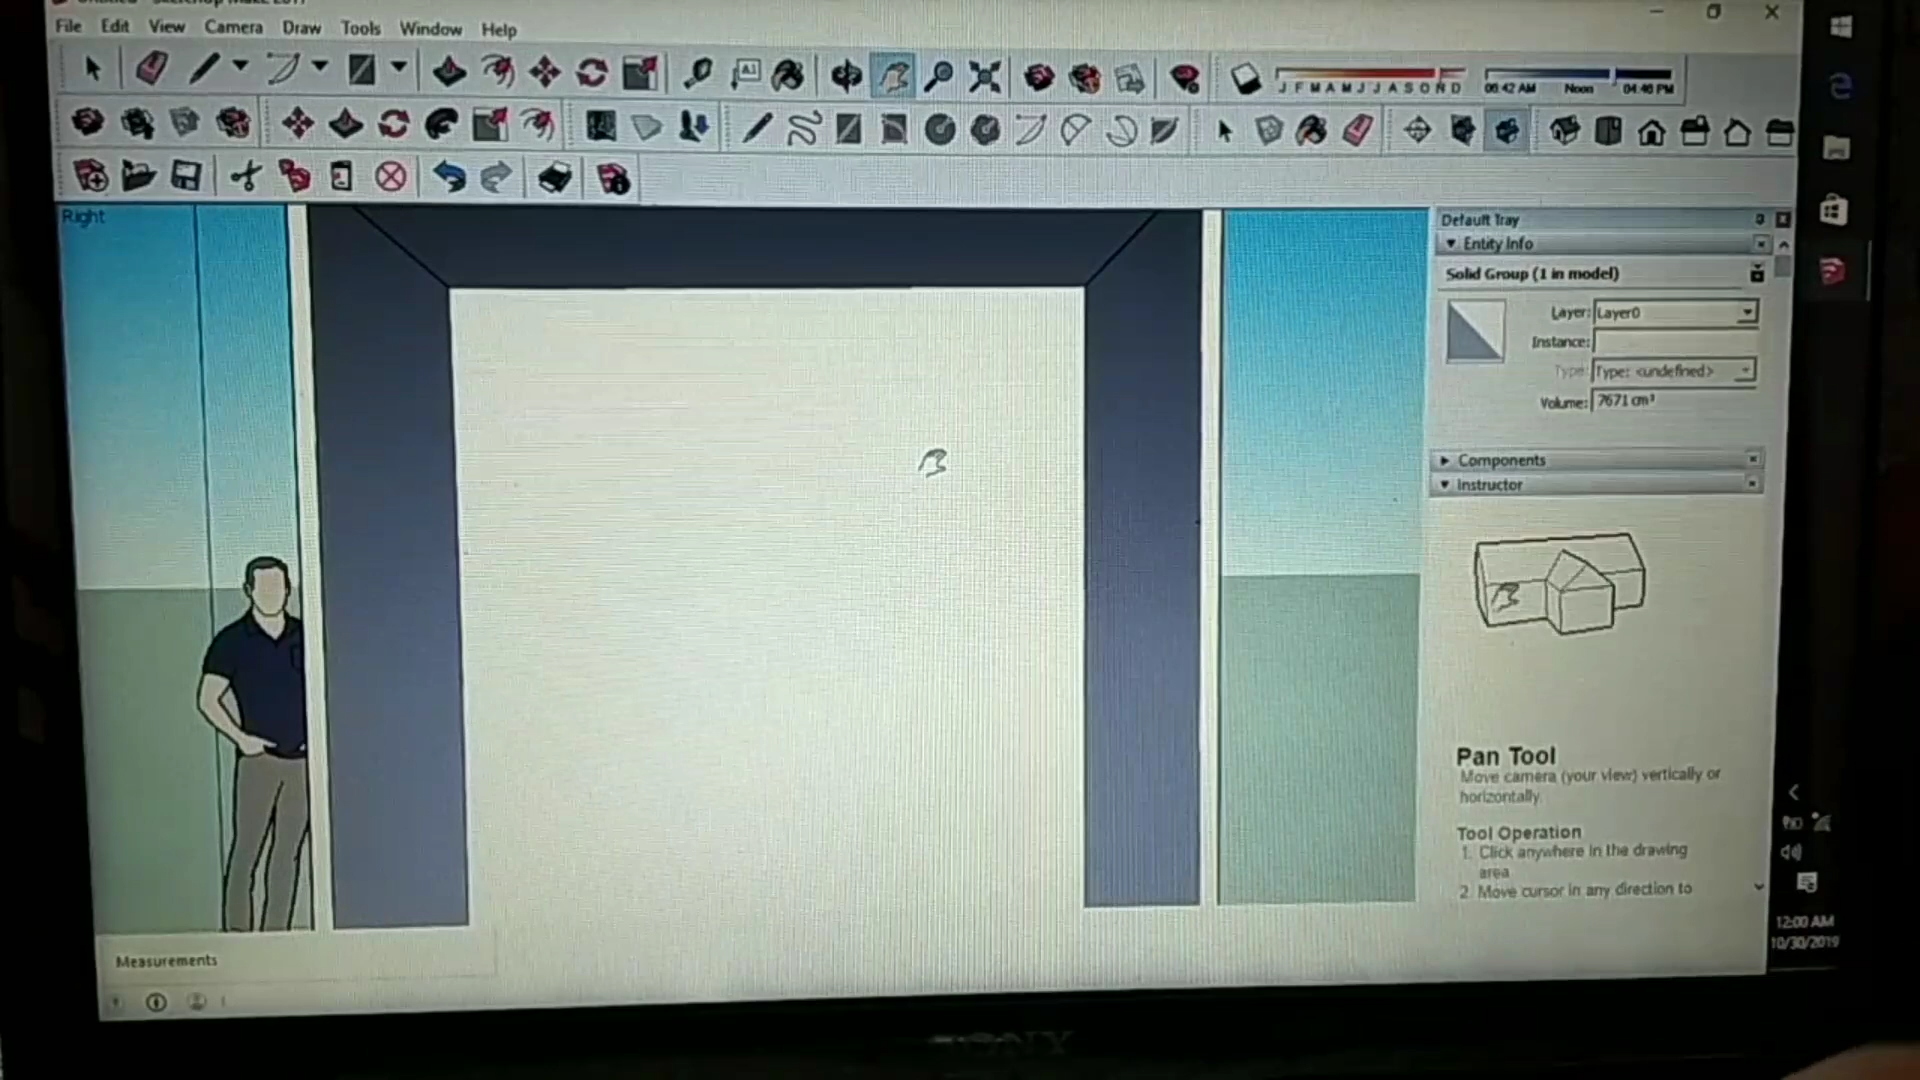 File Edit View Camera Draw Tools Window Help
A1
J F M A M J J A S O N D
06:42 AM Noon 04:46 PM
Right
Default Tray
Entity Info
Solid Group (1 in model)
Layer: Layer0
Instance:
Type: Type: <undefined>
Volume: 7671 cm³
Components
Instructor
Pan Tool
Move camera (your view) vertically or
horizontally.
Tool Operation
1. Click anywhere in the drawing
area
2. Move cursor in any direction to
Measurements
12:00 AM
10/30/2019
SONY